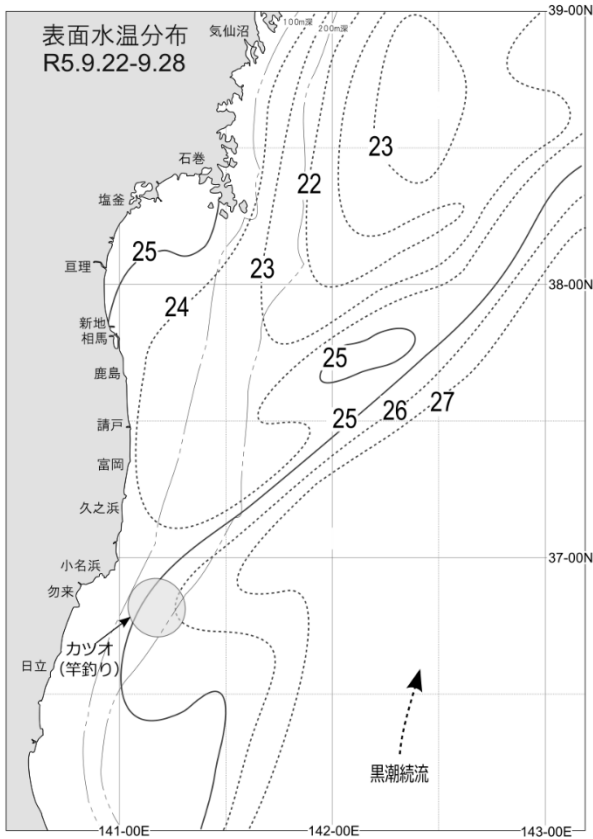 表面水温分布
R5.9.22-9.28
気仙沼
100m深
200m深
39-00N
23
石巻
22
塩釜
25
亘理
23
38-00N
24
新地
相馬
25
鹿島
25
26
27
請戸
富岡
久之浜
37-00N
小名浜
勿来
カツオ
(竿釣り)
日立
黒潮続流
141-00E
142-00E
143-00E